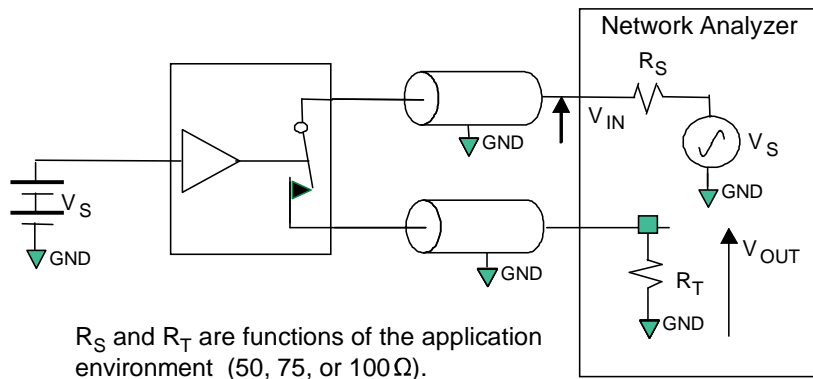 Network Analyzer
R_S
V_IN
GND
V_S
GND
V_S
GND
GND
V_OUT
R_T
GND
R_S and R_T are functions of the application
environment (50, 75, or 100Ω).